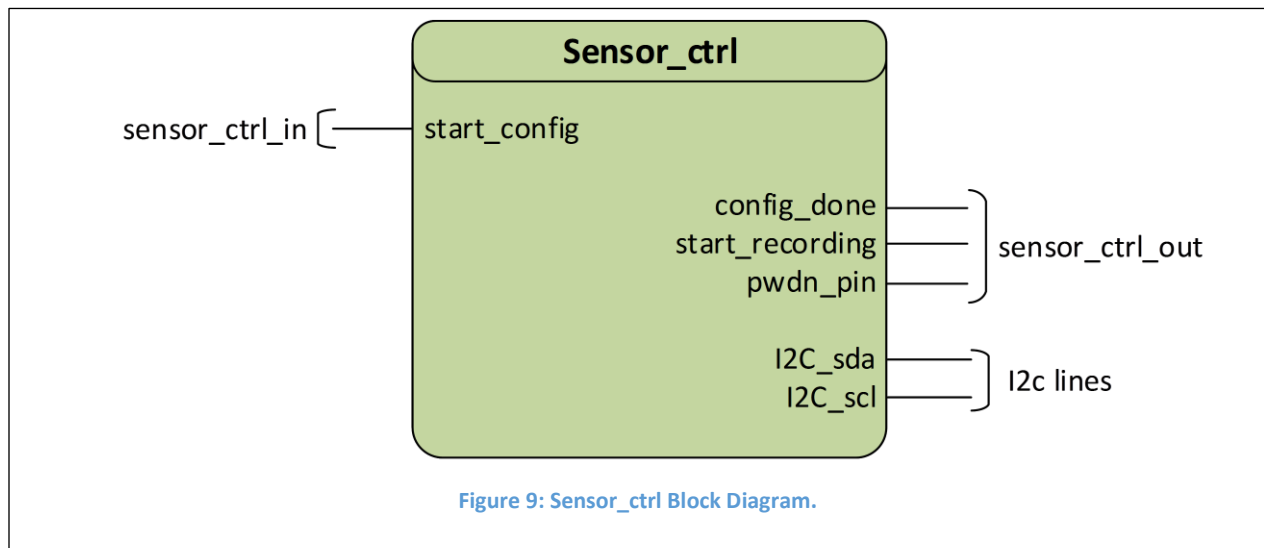 Sensor_ctrl
sensor_ctrl_in
start_config
config_done
start_recording
pwdn_pin
sensor_ctrl_out
I2C_sda
I2C_scl
I2c lines
Figure 9: Sensor_ctrl Block Diagram.